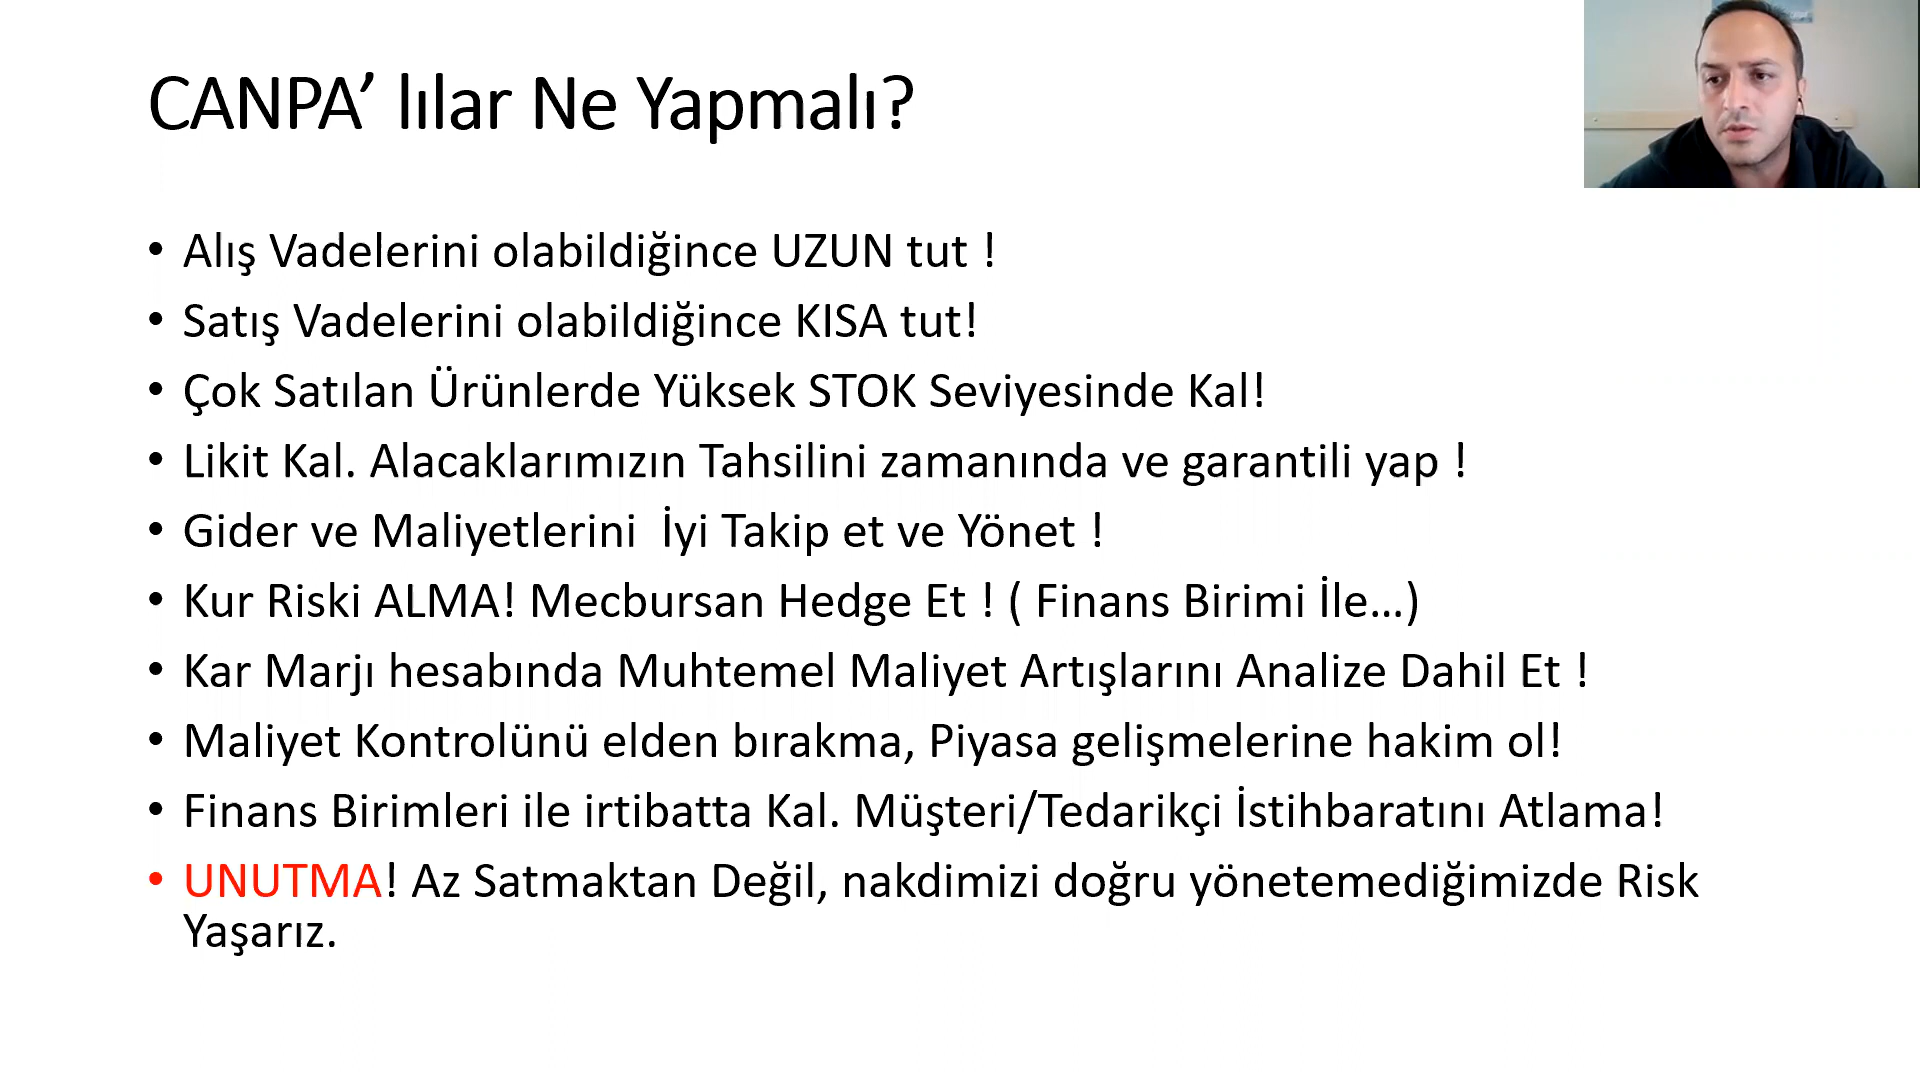 CANPA’ lılar Ne Yapmalı?
• Alış Vadelerini olabildiğince UZUN tut !
• Satış Vadelerini olabildiğince KISA tut!
• Çok Satılan Ürünlerde Yüksek STOK Seviyesinde Kal!
• Likit Kal. Alacaklarımızın Tahsilini zamanında ve garantili yap !
• Gider ve Maliyetlerini  İyi Takip et ve Yönet !
• Kur Riski ALMA! Mecbursan Hedge Et ! ( Finans Birimi İle…)
• Kar Marjı hesabında Muhtemel Maliyet Artışlarını Analize Dahil Et !
• Maliyet Kontrolünü elden bırakma, Piyasa gelişmelerine hakim ol!
• Finans Birimleri ile irtibatta Kal. Müşteri/Tedarikçi İstihbaratını Atlama!
• UNUTMA! Az Satmaktan Değil, nakdimizi doğru yönetemediğimizde Risk
Yaşarız.